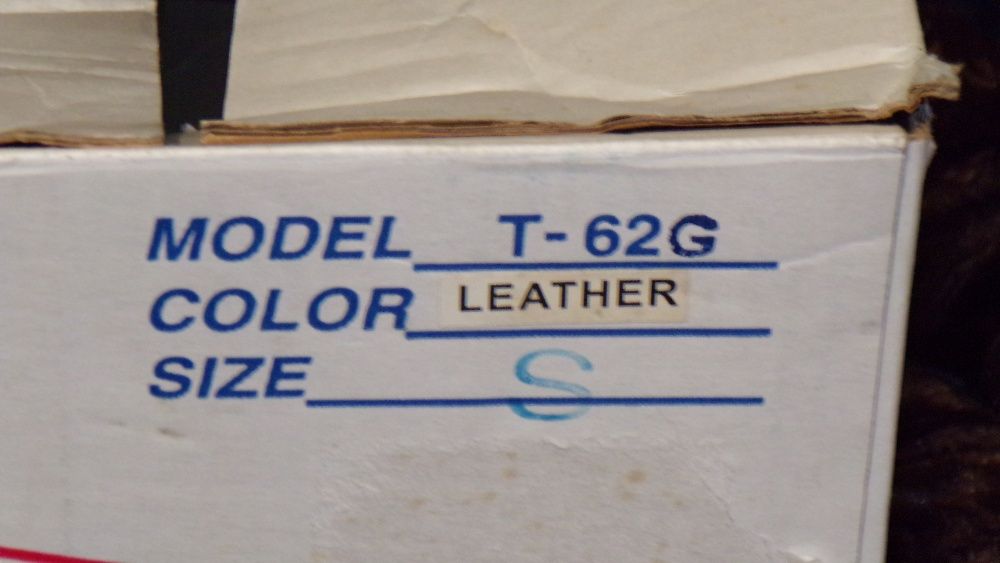 MODEL T-62G
COLOR LEATHER
SIZE S